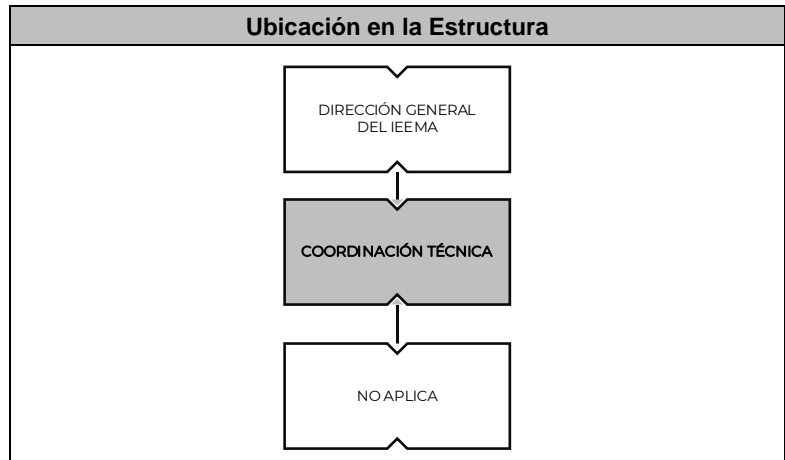 Ubicación en la Estructura
DIRECCIÓN GENERAL
DEL IEEMA
COORDINACIÓN TÉCNICA
NO APLICA